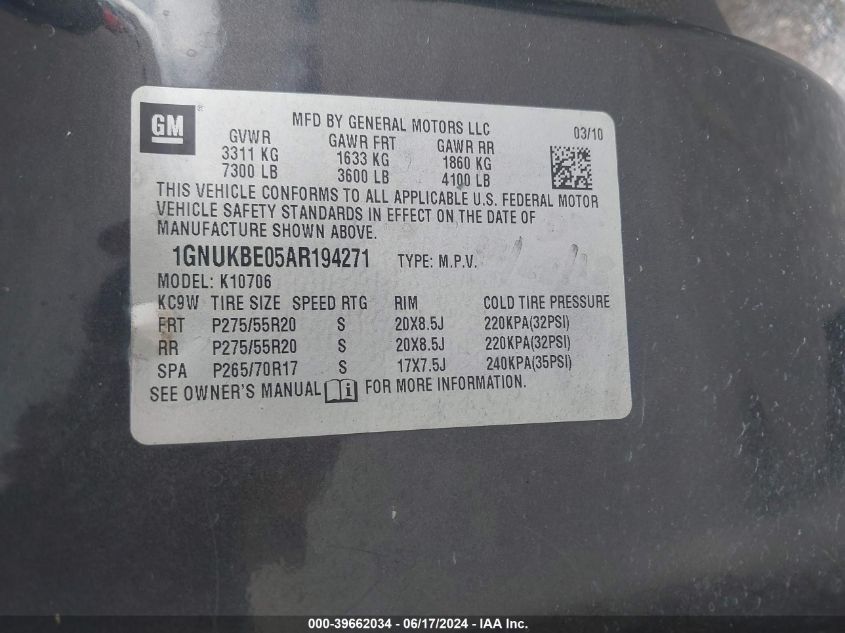 GM®
MFD BY GENERAL MOTORS LLC 03/10
GVWR GAWR FRT GAWR RR
3311 KG 1633 KG 1860 KG
7300 LB 3600 LB 4100 LB
THIS VEHICLE CONFORMS TO ALL APPLICABLE U.S. FEDERAL MOTOR
VEHICLE SAFETY STANDARDS IN EFFECT ON THE DATE OF
MANUFACTURE SHOWN ABOVE.
1GNUKBE05AR194271 TYPE: M.P.V.
MODEL: K10706
KC9W TIRE SIZE SPEED RTG RIM COLD TIRE PRESSURE
FRT P275/55R20 S 20X8.5J 220KPA(32PSI)
RR P275/55R20 S 20X8.5J 220KPA(32PSI)
SPA P265/70R17 S 17X7.5J 240KPA(35PSI)
SEE OWNER'S MANUAL FOR MORE INFORMATION.
000-39662034 - 06/17/2024 - IAA Inc.